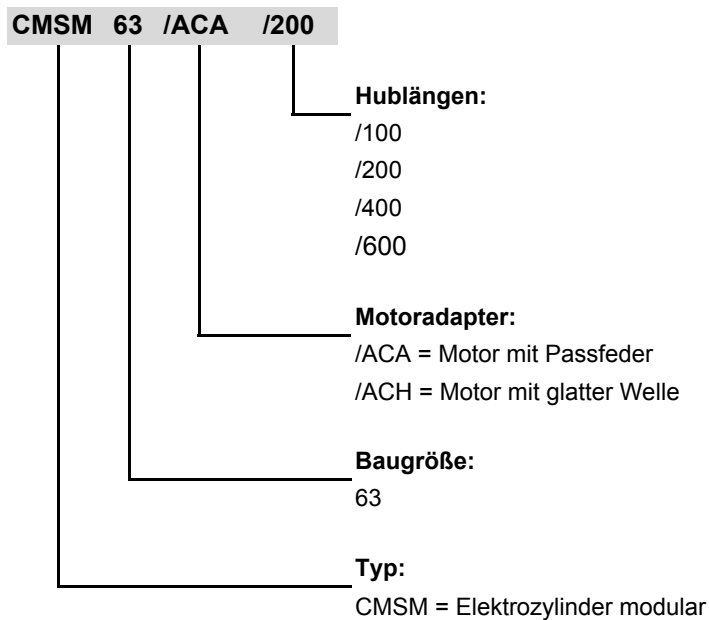 CMSM 63 /ACA /200
Hublängen:
/100
/200
/400
/600
Motoradapter:
/ACA = Motor mit Passfeder
/ACH = Motor mit glatter Welle
Baugröße:
63
Typ:
CMSM = Elektrozylinder modular